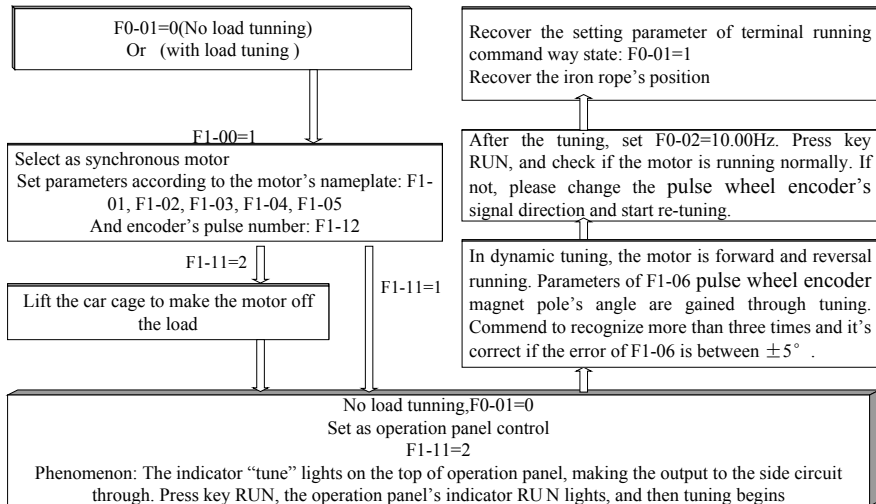 F0-01=0(No load tunning)
Or （with load tuning ）
F1-00=1
Select as synchronous motor
Set parameters according to the motor’s nameplate: F1-
01, F1-02, F1-03, F1-04, F1-05
And encoder’s pulse number: F1-12
F1-11=2
F1-11=1
Lift the car cage to make the motor off
the load
No load tunning,F0-01=0
Set as operation panel control
F1-11=2
Phenomenon: The indicator “tune” lights on the top of operation panel, making the output to the side circuit
through. Press key RUN, the operation panel’s indicator RUN lights, and then tuning begins
In dynamic tuning, the motor is forward and reversal
running. Parameters of F1-06 pulse wheel encoder
magnet pole’s angle are gained through tuning.
Commend to recognize more than three times and it’s
correct if the error of F1-06 is between ±5° .
After the tuning, set F0-02=10.00Hz. Press key
RUN, and check if the motor is running normally. If
not, please change the pulse wheel encoder’s
signal direction and start re-tuning.
Recover the setting parameter of terminal running
command way state: F0-01=1
Recover the iron rope’s position